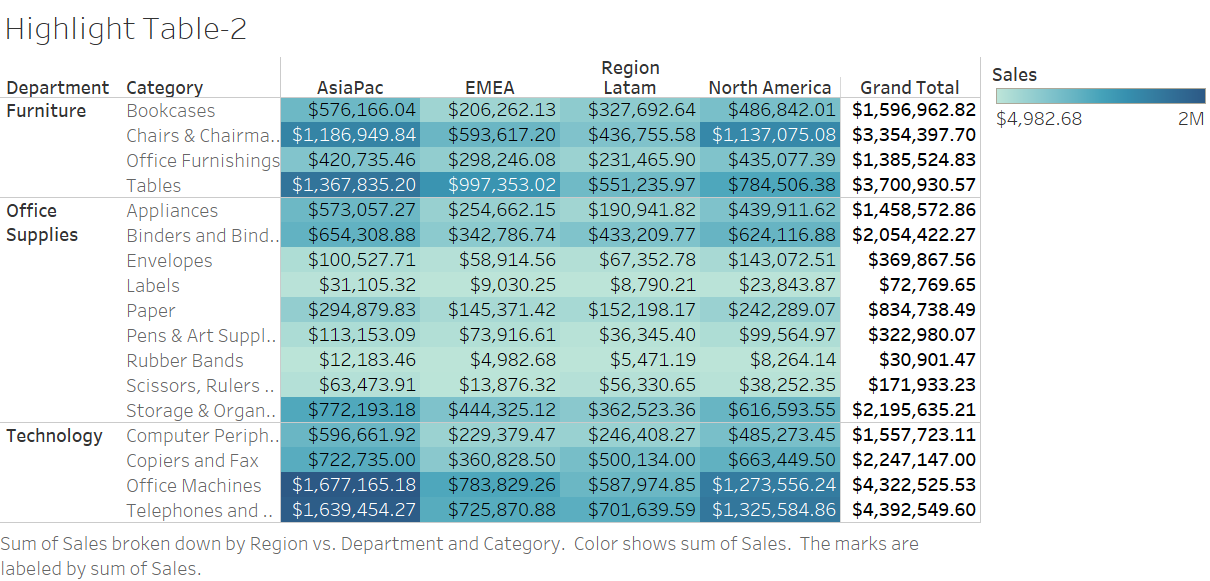 Highlight Table-2
Region
Department Category AsiaPac EMEA Latam North America Grand Total
Furniture Bookcases $576,166.04 $206,262.13 $327,692.64 $486,842.01 $1,596,962.82
Chairs & Chairma.. $1,186,949.84 $593,617.20 $436,755.58 $1,137,075.08 $3,354,397.70
Office Furnishings $420,735.46 $298,246.08 $231,465.90 $435,077.39 $1,385,524.83
Tables $1,367,835.20 $997,353.02 $551,235.97 $784,506.38 $3,700,930.57
Office Appliances $573,057.27 $254,662.15 $190,941.82 $439,911.62 $1,458,572.86
Supplies Binders and Bind.. $654,308.88 $342,786.74 $433,209.77 $624,116.88 $2,054,422.27
Envelopes $100,527.71 $58,914.56 $67,352.78 $143,072.51 $369,867.56
Labels $31,105.32 $9,030.25 $8,790.21 $23,843.87 $72,769.65
Paper $294,879.83 $145,371.42 $152,198.17 $242,289.07 $834,738.49
Pens & Art Suppl.. $113,153.09 $73,916.61 $36,345.40 $99,564.97 $322,980.07
Rubber Bands $12,183.46 $4,982.68 $5,471.19 $8,264.14 $30,901.47
Scissors, Rulers .. $63,473.91 $13,876.32 $56,330.65 $38,252.35 $171,933.23
Storage & Organ.. $772,193.18 $444,325.12 $362,523.36 $616,593.55 $2,195,635.21
Technology Computer Periph.. $596,661.92 $229,379.47 $246,408.27 $485,273.45 $1,557,723.11
Copiers and Fax $722,735.00 $360,828.50 $500,134.00 $663,449.50 $2,247,147.00
Office Machines $1,677,165.18 $783,829.26 $587,974.85 $1,273,556.24 $4,322,525.53
Telephones and .. $1,639,454.27 $725,870.88 $701,639.59 $1,325,584.86 $4,392,549.60
Sales
$4,982.68 2M
Sum of Sales broken down by Region vs. Department and Category. Color shows sum of Sales. The marks are
labeled by sum of Sales.